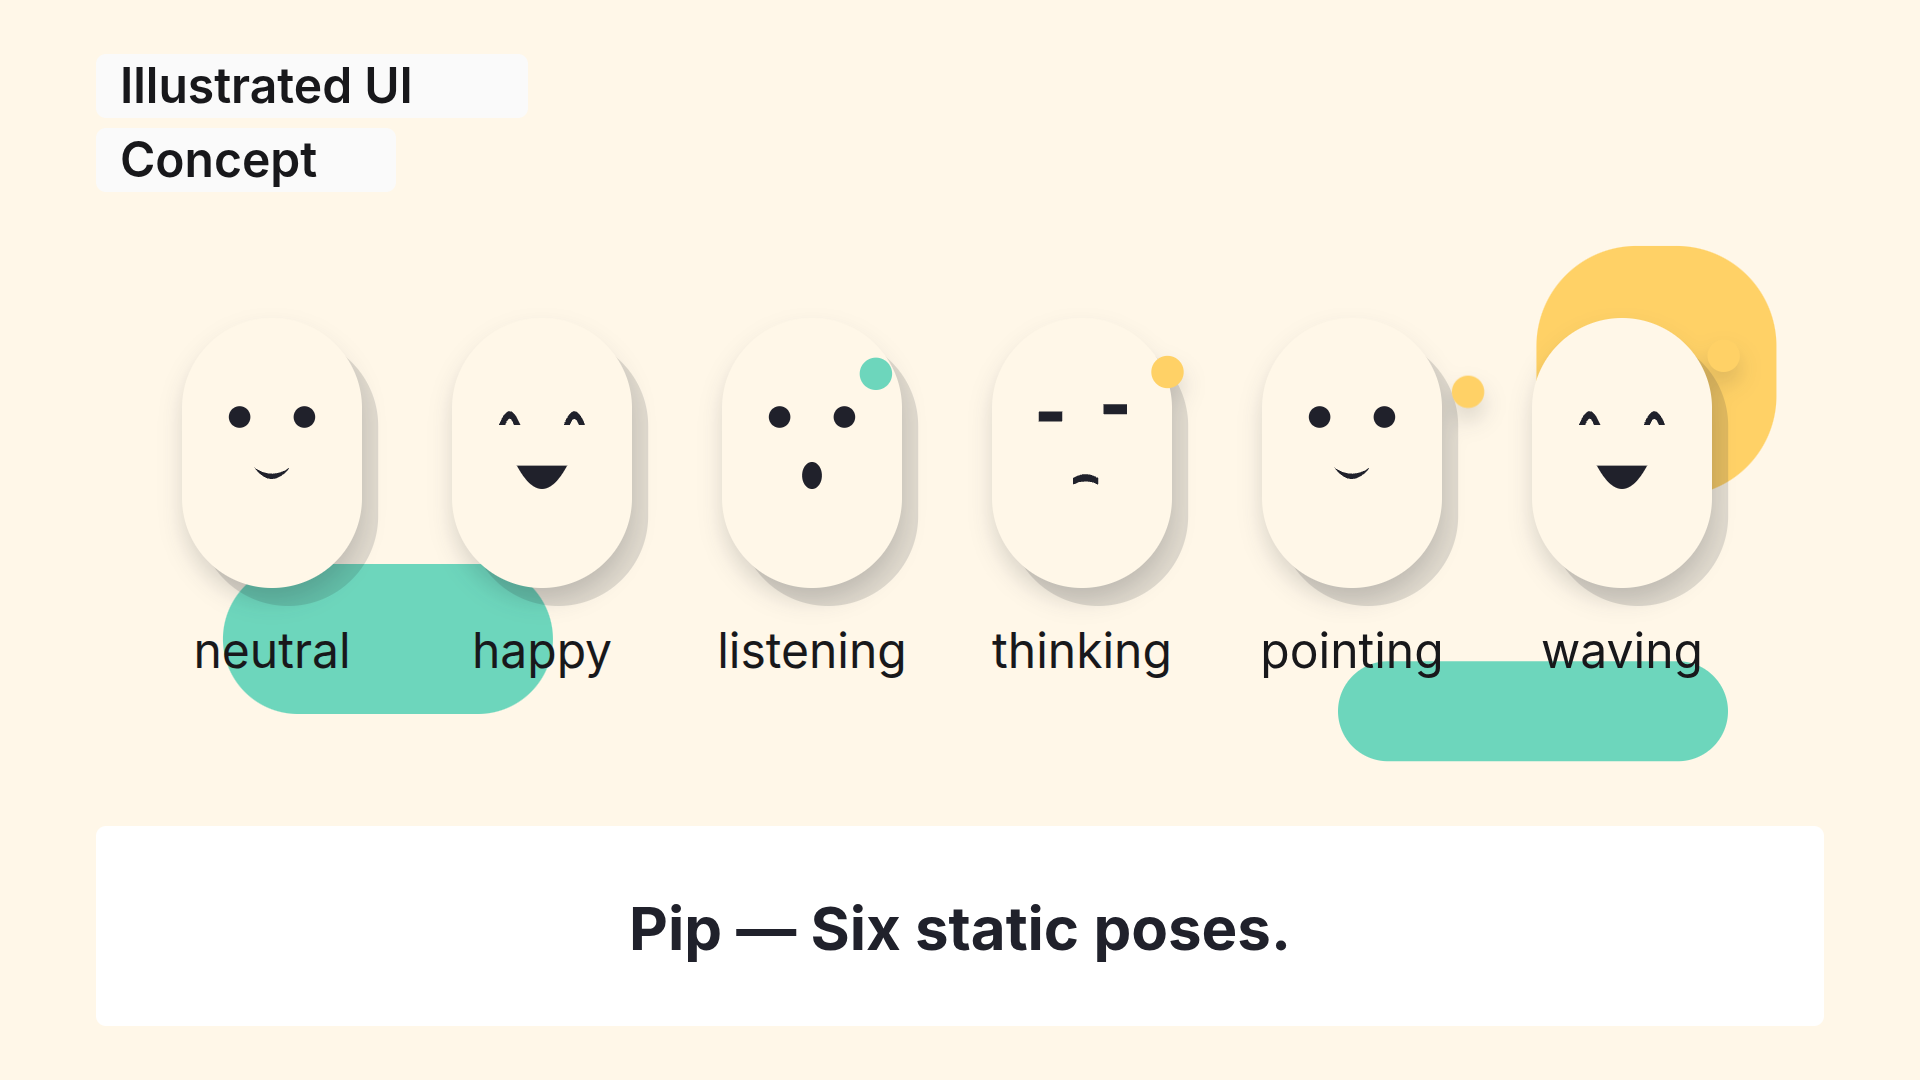 Illustrated UI
Concept
neutral
happy
listening
thinking
pointing
waving
Pip — Six static poses.